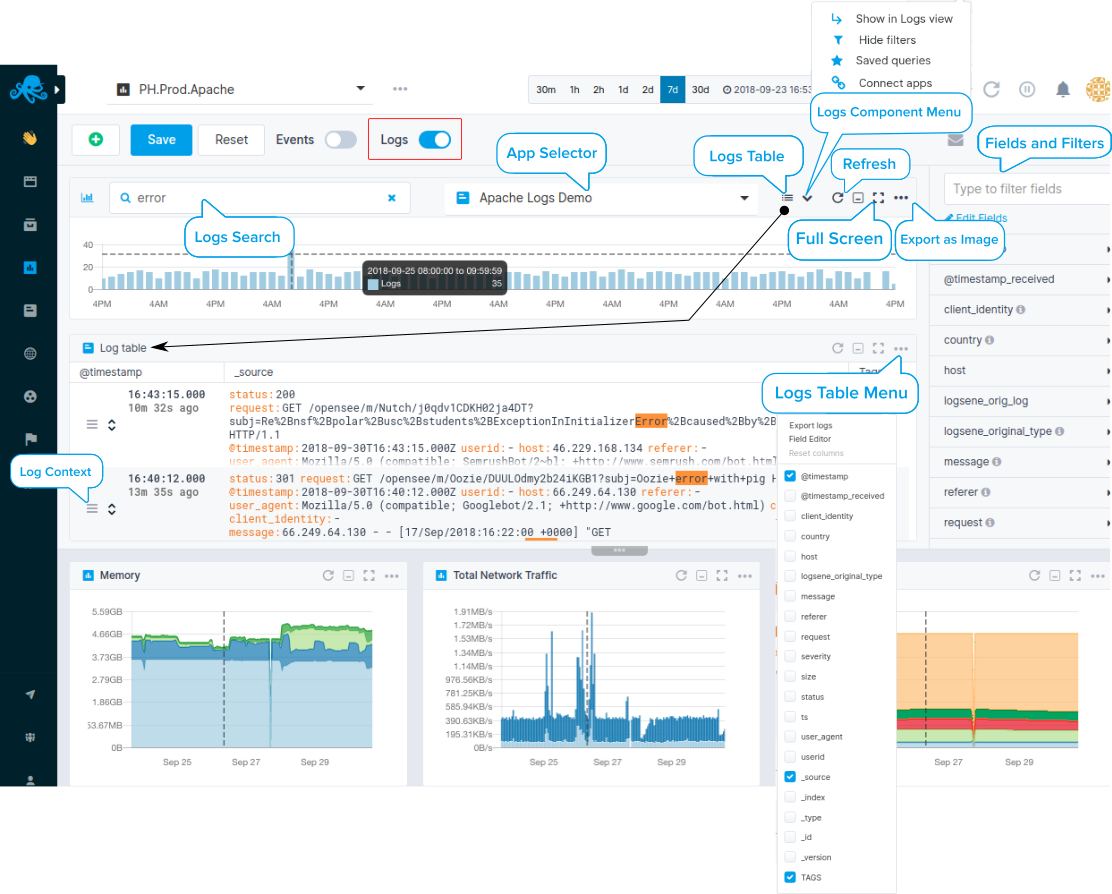 Show in Logs view
Hide filters
Saved queries
Connect apps
PH.Prod.Apache
30m 1h 2h 1d 2d 7d 30d 2018-09-23 16:53
Logs Component Menu
Save Reset Events Logs
App Selector
Logs Table
Refresh
Fields and Filters
error
Apache Logs Demo
Type to filter fields
Edit Fields
Logs Search
Full Screen
Export as Image
40
20
0
2018-09-25 08:00:00 to 09:59:59
Logs 35
4PM 4AM 4PM 4AM 4PM 4AM 4PM 4AM 4PM 4AM 4PM 4AM 4PM 4AM 4PM
@timestamp_received
client_identity
country
host
logsene_orig_log
logsene_original_type
message
referer
request
Log table
@timestamp _source Tags
16:43:15.000
10m 32s ago
status:200
request:GET /opensee/m/Nutch/j0qdv1CDKH02ja4DT?
subj=Re%2Bnsf%2Bpolar%2Busc%2Bstudents%2BExceptionInInitializerError%2Bcaused%2Bby%2B
HTTP/1.1
@timestamp:2018-09-30T16:43:15.000Z userid:- host:46.229.168.134 referer:-
user_agent:Mozilla/5.0 (compatible; SemrushBot/2~bl; +http://www.semrush.com/bot.html)
Logs Table Menu
Log Context
16:40:12.000
13m 35s ago
status:301 request:GET /opensee/m/Oozie/DUULOdmy2b24iKGB1?subj=Oozie+error+with+pig H
@timestamp:2018-09-30T16:40:12.000Z userid:- host:66.249.64.130 referer:-
user_agent:Mozilla/5.0 (compatible; Googlebot/2.1; +http://www.google.com/bot.html) c
client_identity:-
message:66.249.64.130 - - [17/Sep/2018:16:22:00 +0000] "GET
Export logs
Field Editor
Reset columns
@timestamp
@timestamp_received
client_identity
country
host
logsene_original_type
message
referer
request
severity
size
status
ts
user_agent
userid
_source
_index
_type
_id
_version
TAGS
Memory
5.59GB
4.66GB
3.73GB
2.79GB
1.86GB
53.67MB
0B
Sep 25 Sep 27 Sep 29
Total Network Traffic
1.91MB/s
1.72MB/s
1.53MB/s
1.34MB/s
1.14MB/s
976.56KB/s
781.25KB/s
585.94KB/s
390.63KB/s
195.31KB/s
0B/s
Sep 25 Sep 27 Sep 29
Sep 27 Sep 29